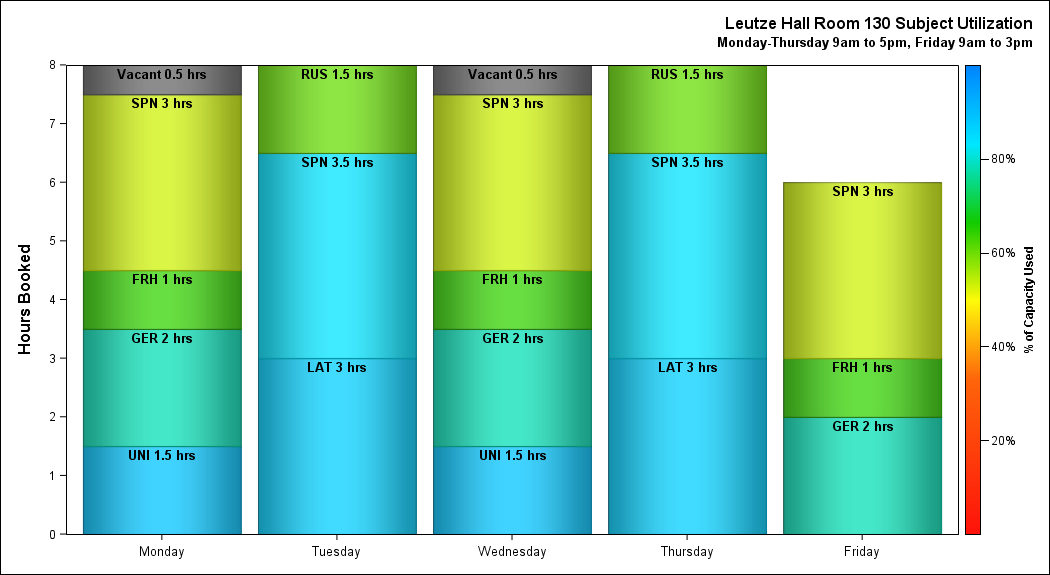 Leutze Hall Room 130 Subject Utilization
Monday-Thursday 9am to 5pm, Friday 9am to 3pm
Hours Booked
8
7
6
5
4
3
2
1
0
Vacant 0.5 hrs
SPN 3 hrs
FRH 1 hrs
GER 2 hrs
UNI 1.5 hrs
RUS 1.5 hrs
SPN 3.5 hrs
LAT 3 hrs
Vacant 0.5 hrs
SPN 3 hrs
FRH 1 hrs
GER 2 hrs
UNI 1.5 hrs
RUS 1.5 hrs
SPN 3.5 hrs
LAT 3 hrs
SPN 3 hrs
FRH 1 hrs
GER 2 hrs
Monday
Tuesday
Wednesday
Thursday
Friday
80%
60%
40%
20%
% of Capacity Used